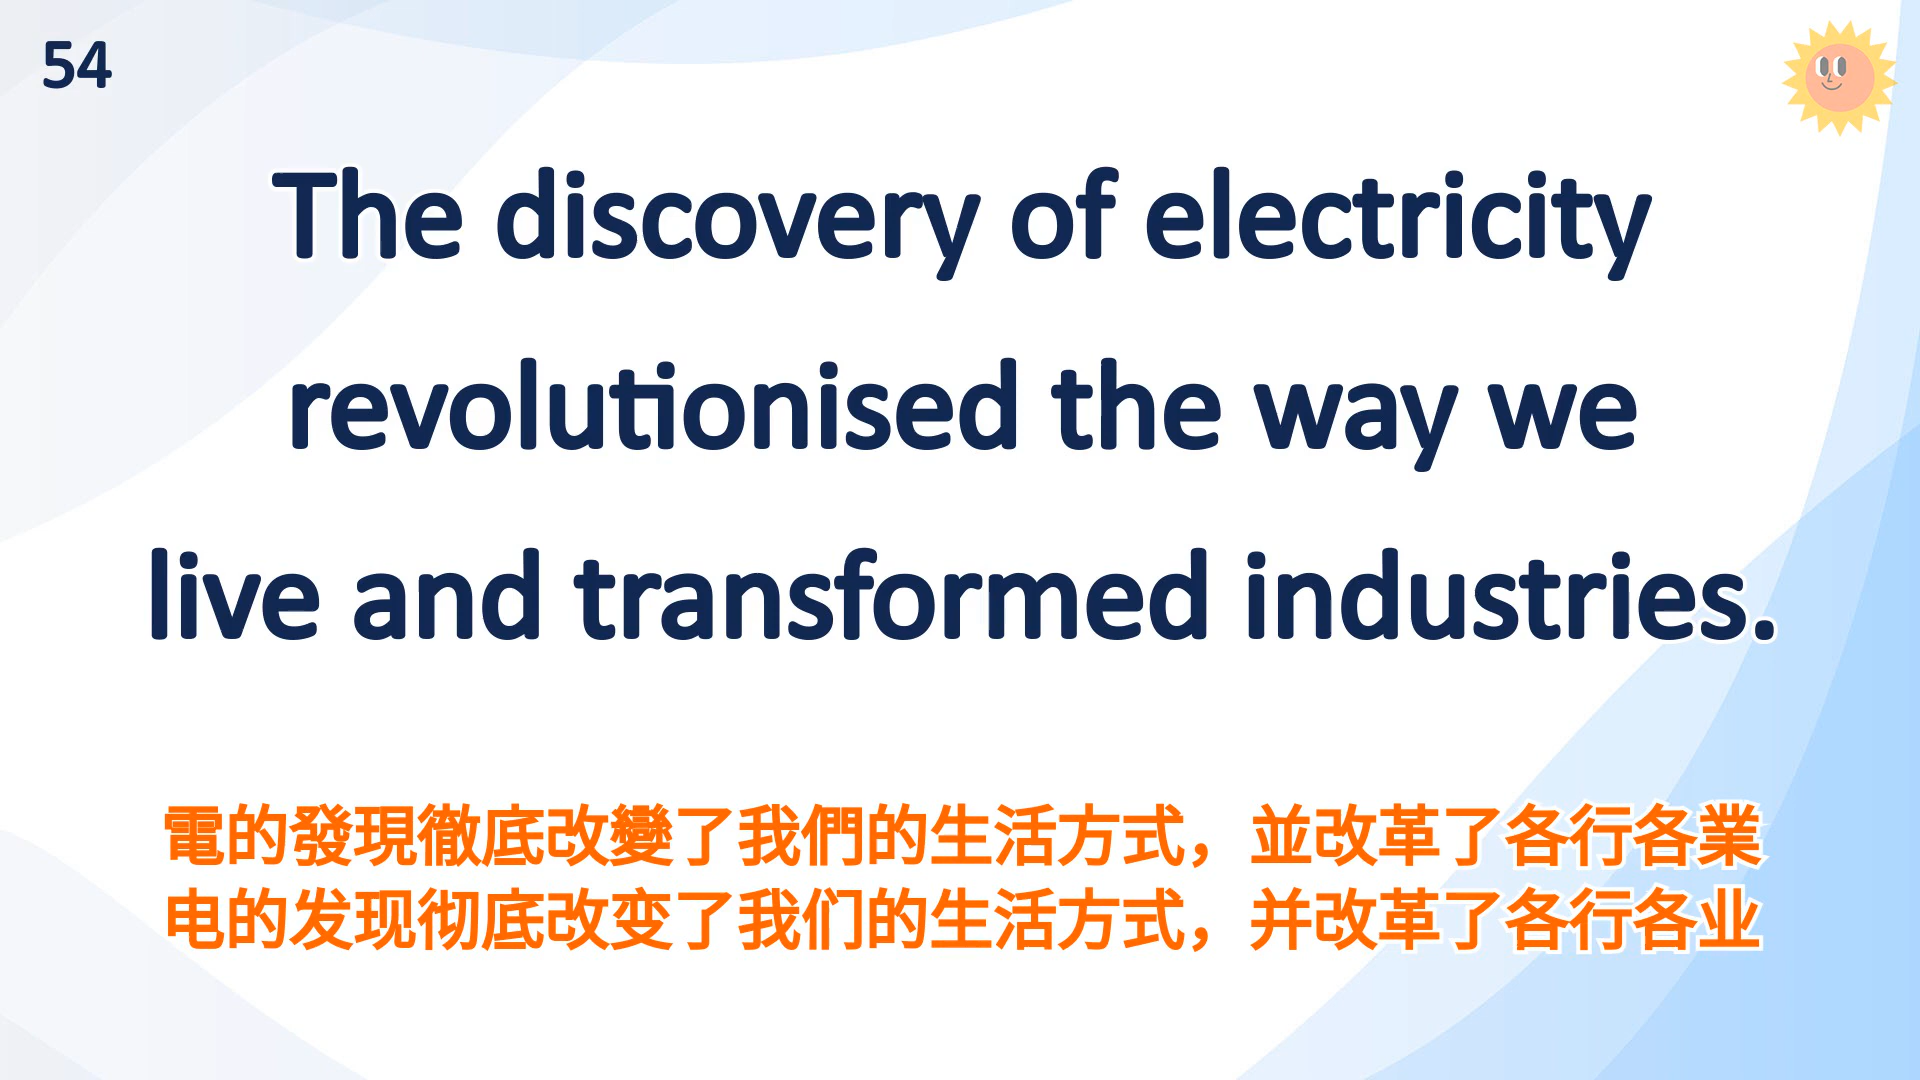 54
The discovery of electricity
revolutionised the way we
live and transformed industries.
電的發現徹底改變了我們的生活方式，並改革了各行各業
电的发现彻底改变了我们的生活方式，并改革了各行各业